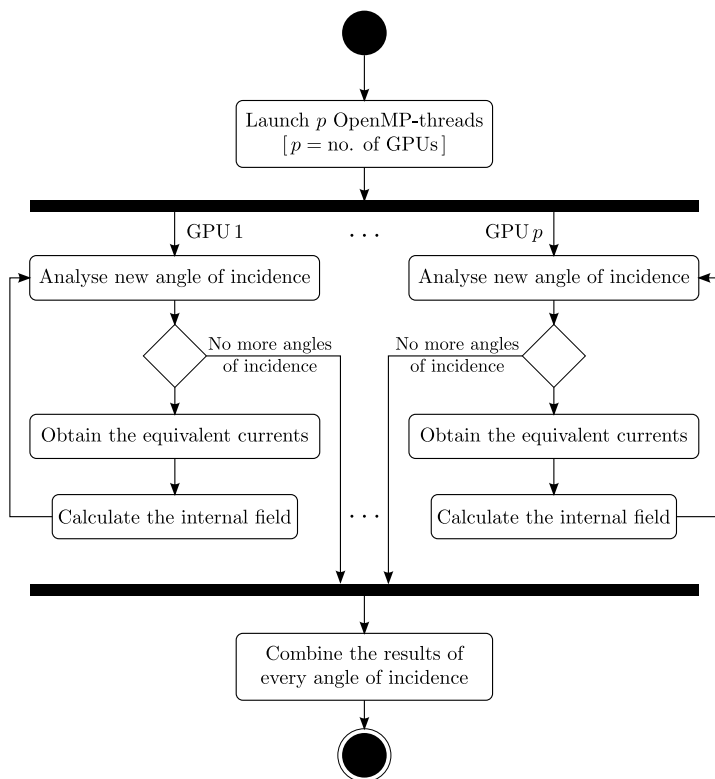 Launch p OpenMP-threads
[ p = no. of GPUs ]
GPU 1
. . .
GPU p
Analyse new angle of incidence
Analyse new angle of incidence
No more angles
of incidence
No more angles
of incidence
Obtain the equivalent currents
Obtain the equivalent currents
Calculate the internal field
. . .
Calculate the internal field
Combine the results of
every angle of incidence